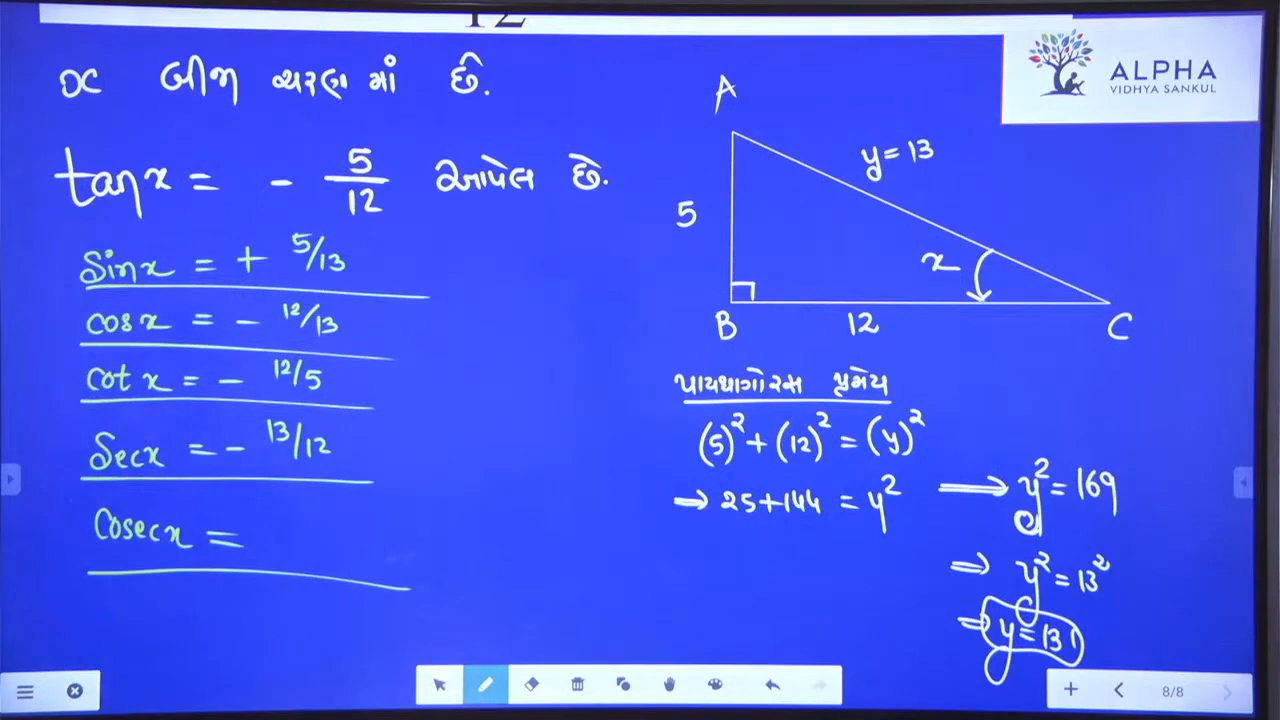 12
x બીજા ચરણ માં છે.
tan x = - 5/12 આપેલ છે.
sin x = + 5/13
cos x = - 12/13
cot x = - 12/5
sec x = - 13/12
cosec x =
A
y = 13
5
x
B
12
C
પાયથાગોરસ પ્રમેય
(5)² + (12)² = (y)²
⇒ 25+144 = y²
⇒ y² = 169
⇒ y² = 13²
⇒ y = 13
ALPHA
VIDHYA SANKUL
8/8